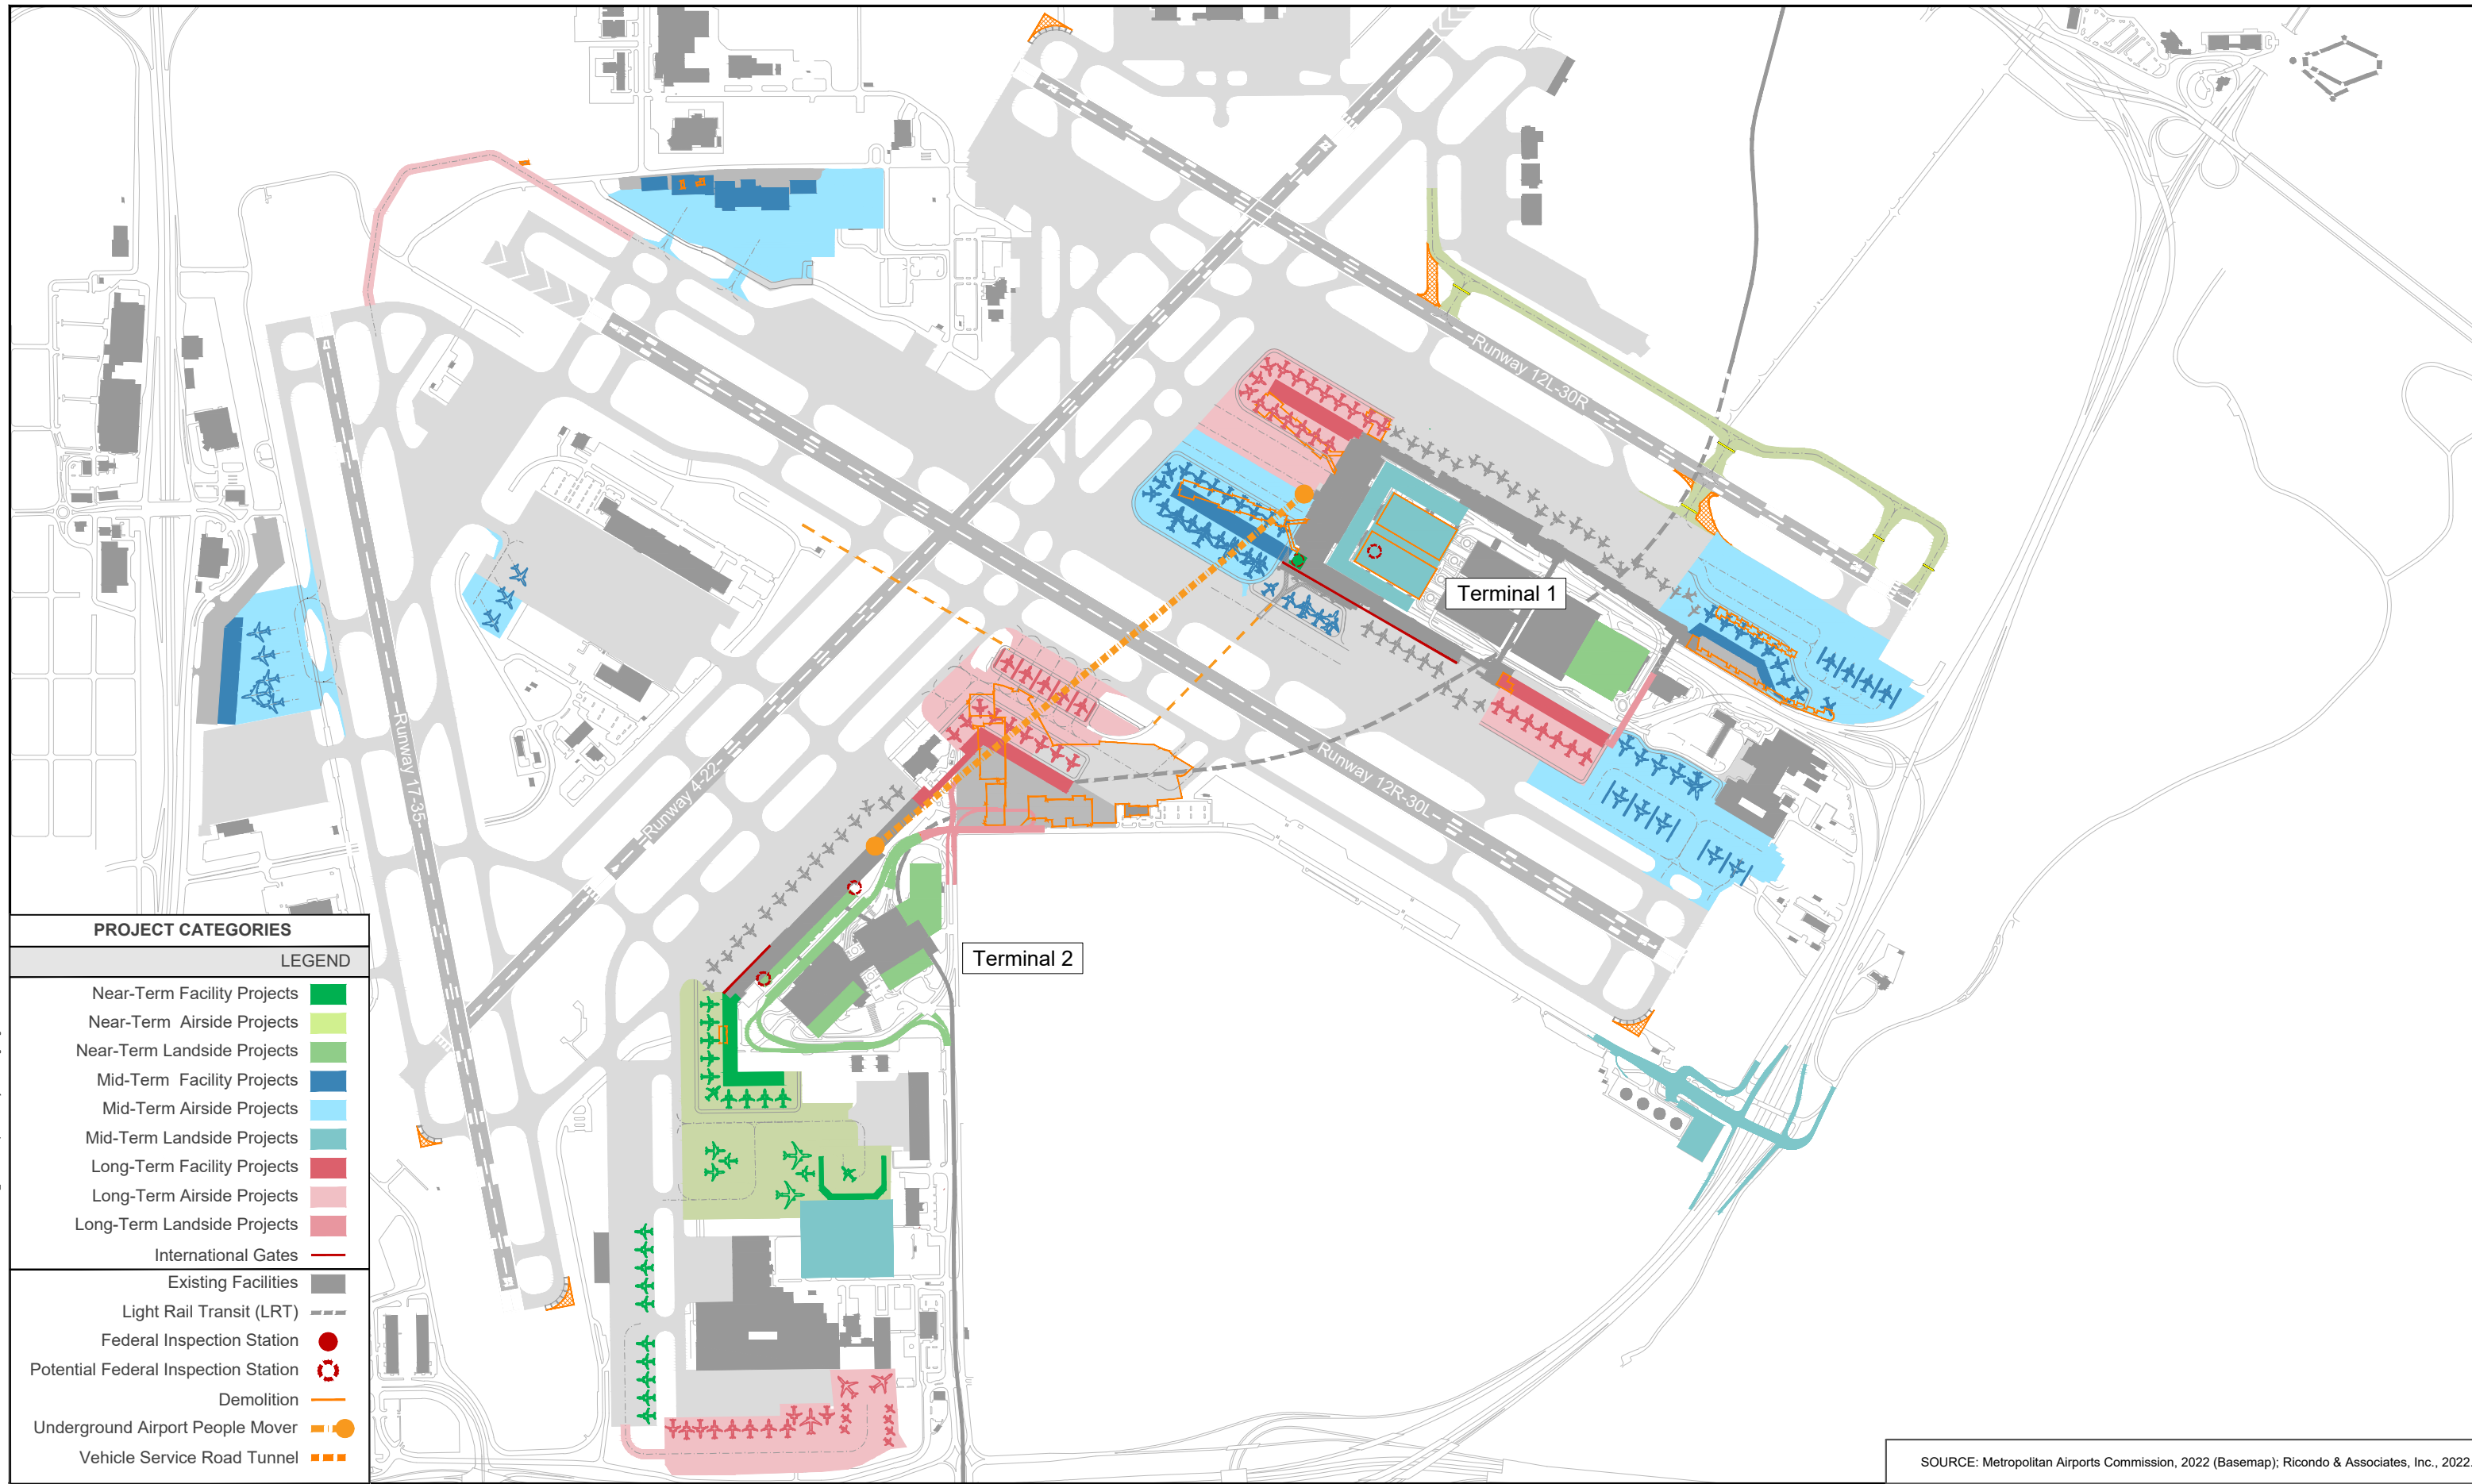 Runway 12L-30R
Terminal 1
Runway 17-35
Runway 4-22
Runway 12R-30L
Terminal 2
PROJECT CATEGORIES
LEGEND
Near-Term Facility Projects
Near-Term Airside Projects
Near-Term Landside Projects
Mid-Term Facility Projects
Mid-Term Airside Projects
Mid-Term Landside Projects
Long-Term Facility Projects
Long-Term Airside Projects
Long-Term Landside Projects
International Gates
Existing Facilities
Light Rail Transit (LRT)
Federal Inspection Station
Potential Federal Inspection Station
Demolition
Underground Airport People Mover
Vehicle Service Road Tunnel
SOURCE: Metropolitan Airports Commission, 2022 (Basemap); Ricondo & Associates, Inc., 2022.